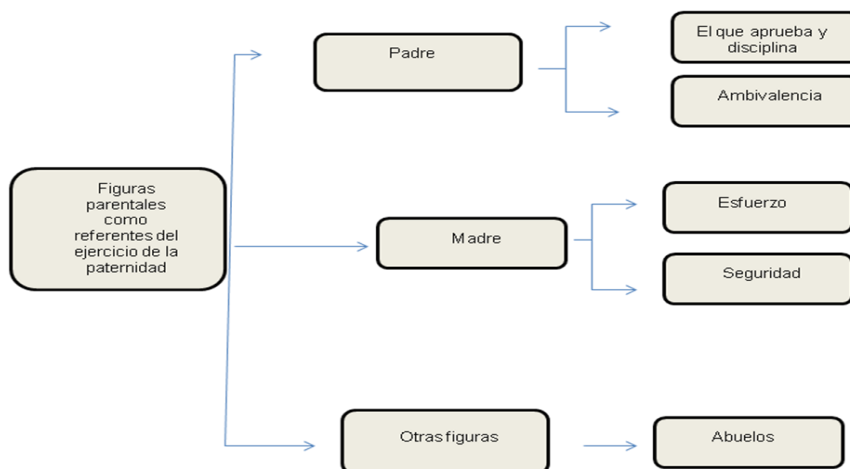 Padre
El que aprueba y
disciplina
Ambivalencia
Figuras
parentales
como
referentes del
ejercicio de la
paternidad
Madre
Esfuerzo
Seguridad
Otras figuras
Abuelos